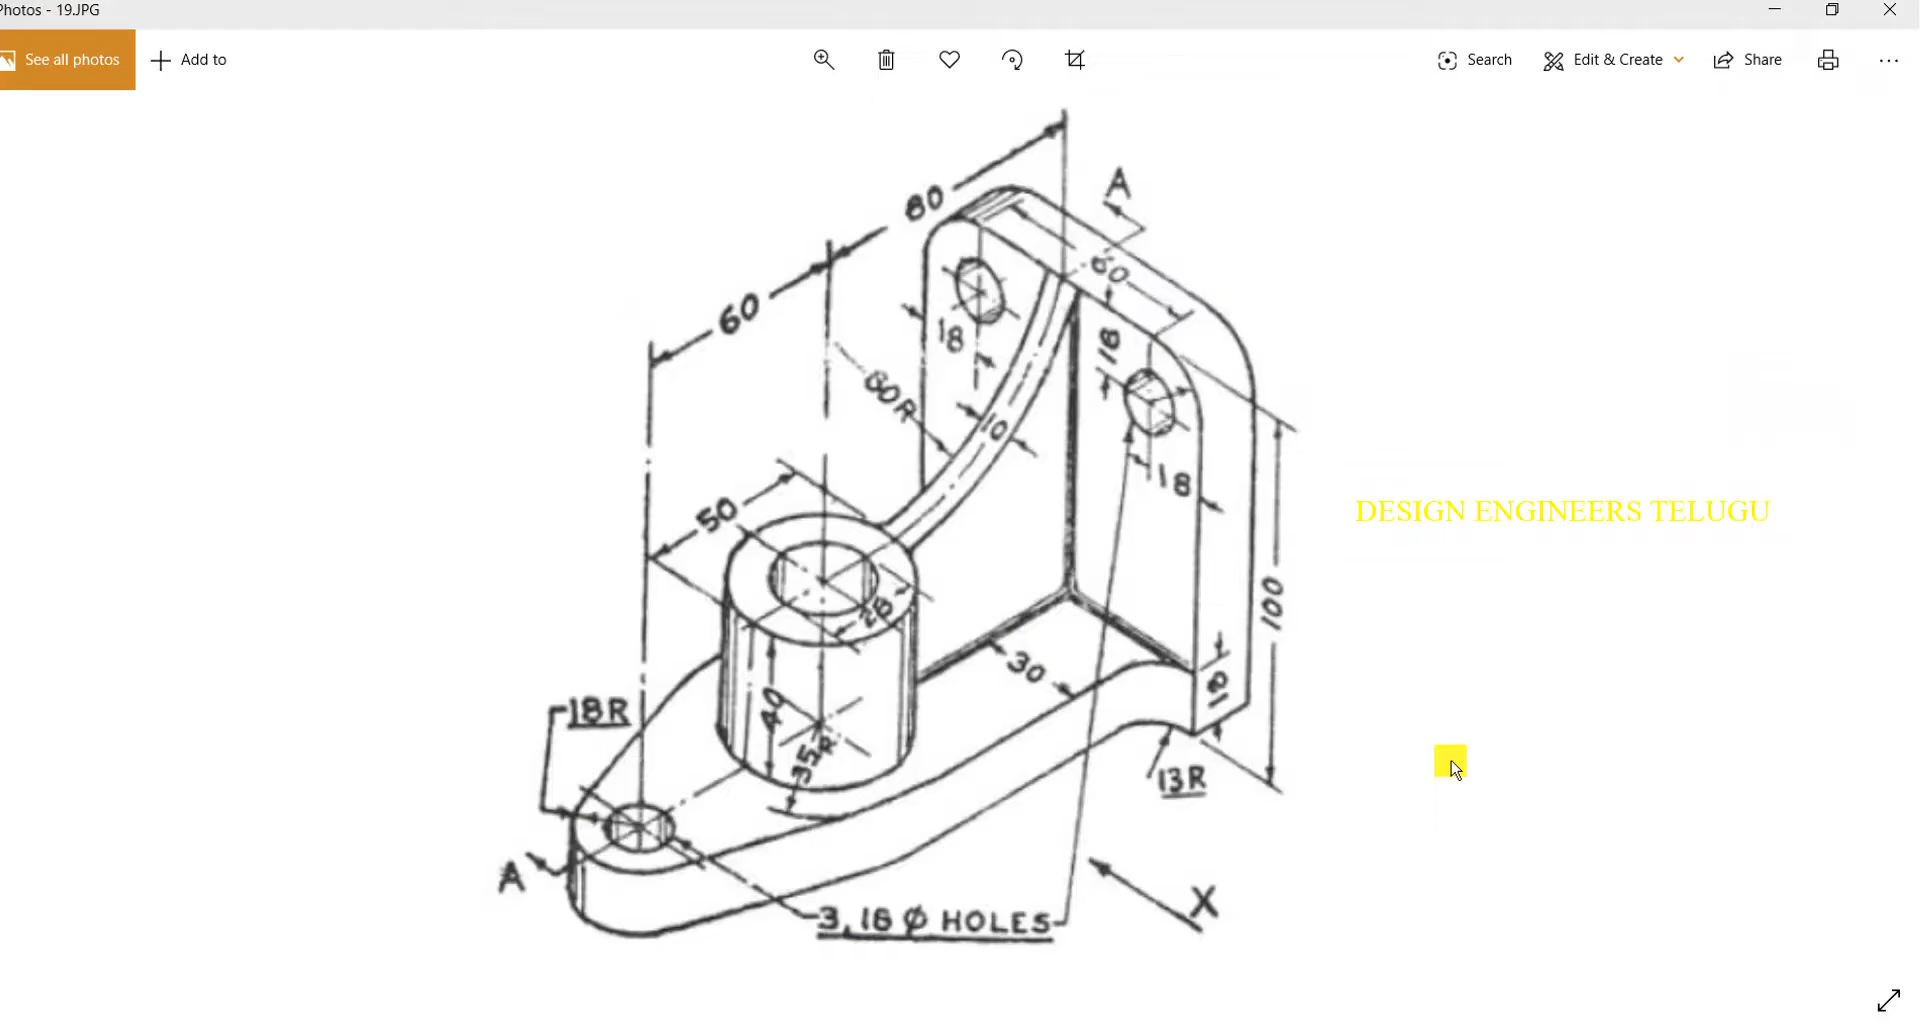 Photos - 19.JPG
See all photos
Add to
Search
Edit & Create
Share
80
A
60
60
18
18
80R
10
18
50
DESIGN ENGINEERS TELUGU
28
100
30
18
18R
40
35R
13R
A
X
3,18 Ø HOLES